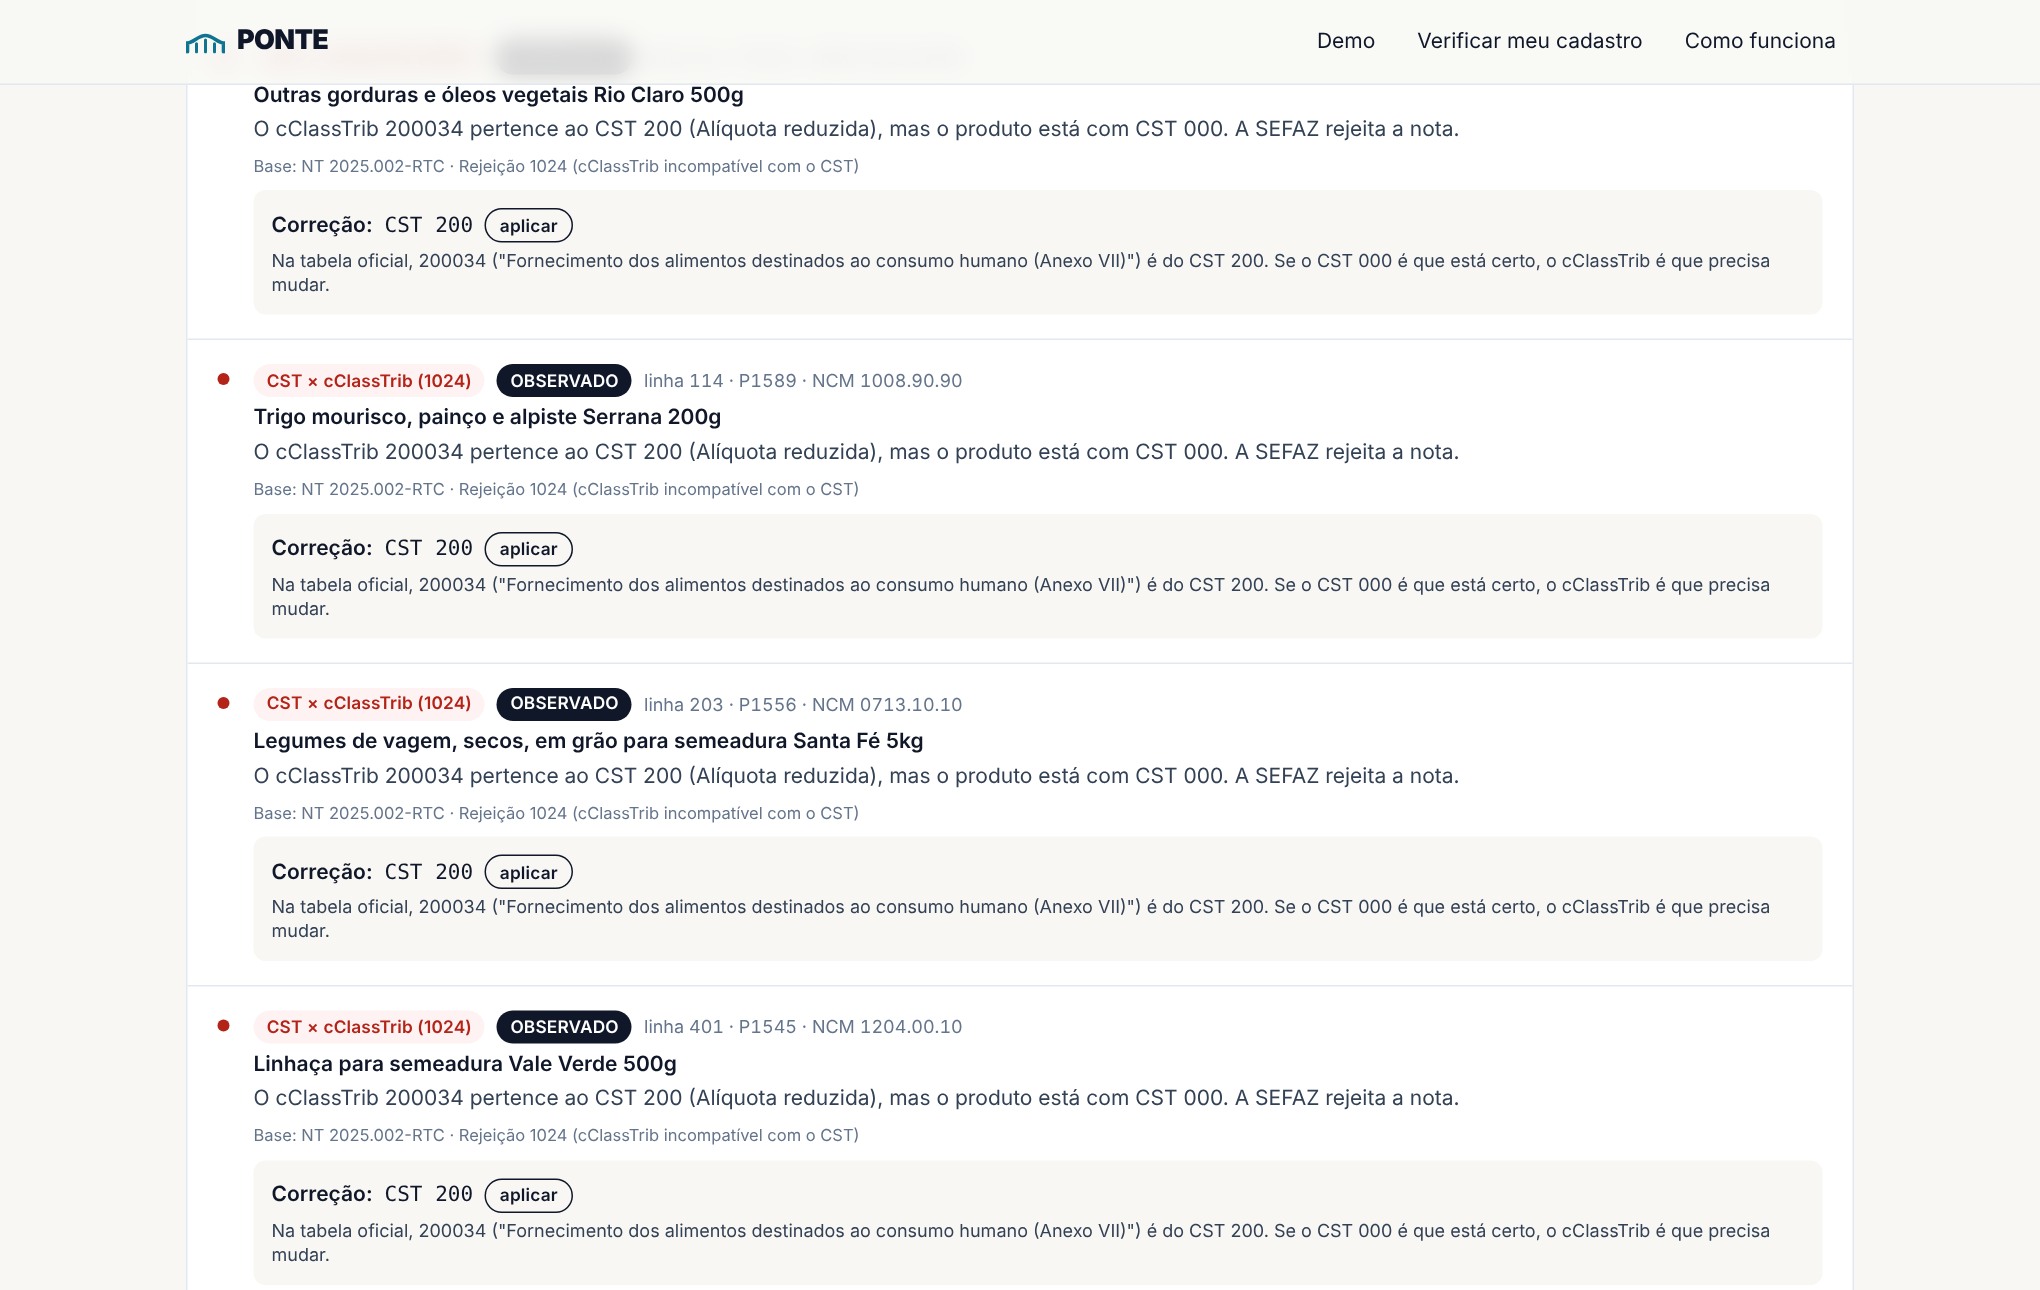 PONTE
Demo
Verificar meu cadastro
Como funciona
Outras gorduras e óleos vegetais Rio Claro 500g
O cClassTrib 200034 pertence ao CST 200 (Alíquota reduzida), mas o produto está com CST 000. A SEFAZ rejeita a nota.
Base: NT 2025.002-RTC · Rejeição 1024 (cClassTrib incompatível com o CST)
Correção: CST 200 aplicar
Na tabela oficial, 200034 ("Fornecimento dos alimentos destinados ao consumo humano (Anexo VII)") é do CST 200. Se o CST 000 é que está certo, o cClassTrib é que precisa
mudar.
CST × cClassTrib (1024) OBSERVADO linha 114 · P1589 · NCM 1008.90.90
Trigo mourisco, painço e alpiste Serrana 200g
O cClassTrib 200034 pertence ao CST 200 (Alíquota reduzida), mas o produto está com CST 000. A SEFAZ rejeita a nota.
Base: NT 2025.002-RTC · Rejeição 1024 (cClassTrib incompatível com o CST)
Correção: CST 200 aplicar
Na tabela oficial, 200034 ("Fornecimento dos alimentos destinados ao consumo humano (Anexo VII)") é do CST 200. Se o CST 000 é que está certo, o cClassTrib é que precisa
mudar.
CST × cClassTrib (1024) OBSERVADO linha 203 · P1556 · NCM 0713.10.10
Legumes de vagem, secos, em grão para semeadura Santa Fé 5kg
O cClassTrib 200034 pertence ao CST 200 (Alíquota reduzida), mas o produto está com CST 000. A SEFAZ rejeita a nota.
Base: NT 2025.002-RTC · Rejeição 1024 (cClassTrib incompatível com o CST)
Correção: CST 200 aplicar
Na tabela oficial, 200034 ("Fornecimento dos alimentos destinados ao consumo humano (Anexo VII)") é do CST 200. Se o CST 000 é que está certo, o cClassTrib é que precisa
mudar.
CST × cClassTrib (1024) OBSERVADO linha 401 · P1545 · NCM 1204.00.10
Linhaça para semeadura Vale Verde 500g
O cClassTrib 200034 pertence ao CST 200 (Alíquota reduzida), mas o produto está com CST 000. A SEFAZ rejeita a nota.
Base: NT 2025.002-RTC · Rejeição 1024 (cClassTrib incompatível com o CST)
Correção: CST 200 aplicar
Na tabela oficial, 200034 ("Fornecimento dos alimentos destinados ao consumo humano (Anexo VII)") é do CST 200. Se o CST 000 é que está certo, o cClassTrib é que precisa
mudar.